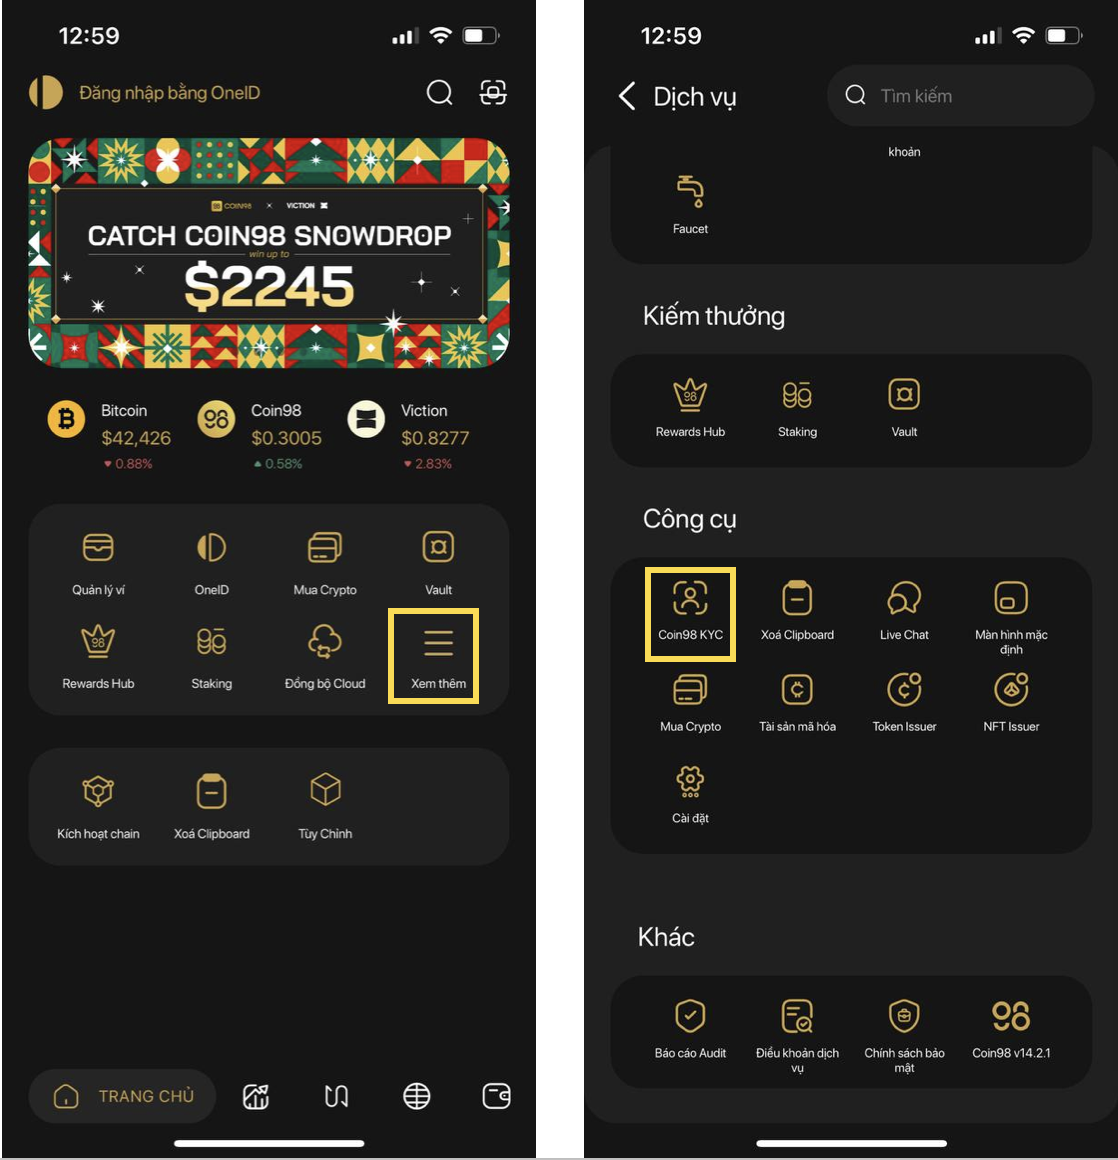 12:59
Đăng nhập bằng OneID
COIN98 × VICTION
CATCH COIN98 SNOWDROP
win up to
$2245
Bitcoin
$42,426
0.88%
Coin98
$0.3005
0.58%
Viction
$0.8277
2.83%
Quản lý ví
OneID
Mua Crypto
Vault
98
Rewards Hub
Staking
Đồng bộ Cloud
Xem thêm
Kích hoạt chain
Xoá Clipboard
Tùy Chỉnh
TRANG CHỦ
12:59
Dịch vụ
Tìm kiếm
khoản
Faucet
Kiếm thưởng
98
Rewards Hub
Staking
Vault
Công cụ
Coin98 KYC
Xoá Clipboard
Live Chat
Màn hình mặc
định
Mua Crypto
Tài sản mã hóa
Token Issuer
NFT Issuer
Cài đặt
Khác
Báo cáo Audit
Điều khoản dịch
vụ
Chính sách bảo
mật
98
Coin98 v14.2.1